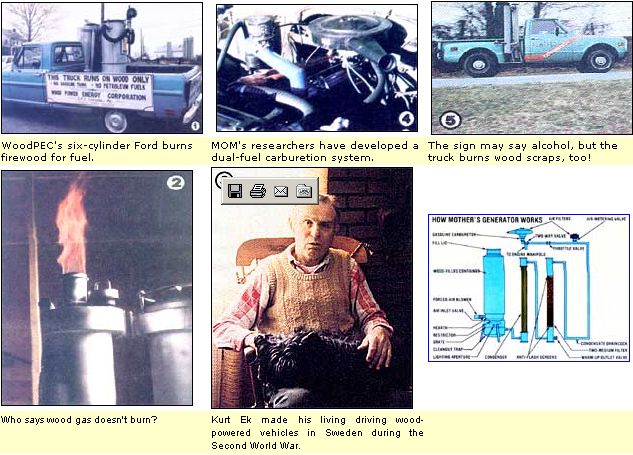 THIS TRUCK RUNS ON WOOD ONLY
NO PETROLEUM FUELS
WOOD POWER ENERGY CORPORATION
1
4
5
WoodPEC's six-cylinder Ford burns
firewood for fuel.
MOM's researchers have developed a
dual-fuel carburetion system.
The sign may say alcohol, but the
truck burns wood scraps, too!
2
HOW MOTHER'S GENERATOR WORKS
AIR FILTERS
AIR-METERING VALVE
GASOLINE CARBURETOR
FILL LID
TWO-WAY VALVE
THROTTLE VALVE
TO ENGINE MANIFOLD
WOOD-FILLED CONTAINER
FORCED-AIR BLOWER
AIR INLET VALVE
HEARTH
RESTRICTOR
GRATE
CLEANOUT TRAP
LIGHTING APERTURE
CONDENSER
ANTI-FLASH SCREENS
CONDENSATE DRAINCOCK
TWO-MEDIUM FILTER
WARM-UP OUTLET VALVE
Who says wood gas doesn't burn?
Kurt Ek made his living driving wood-
powered vehicles in Sweden during the
Second World War.